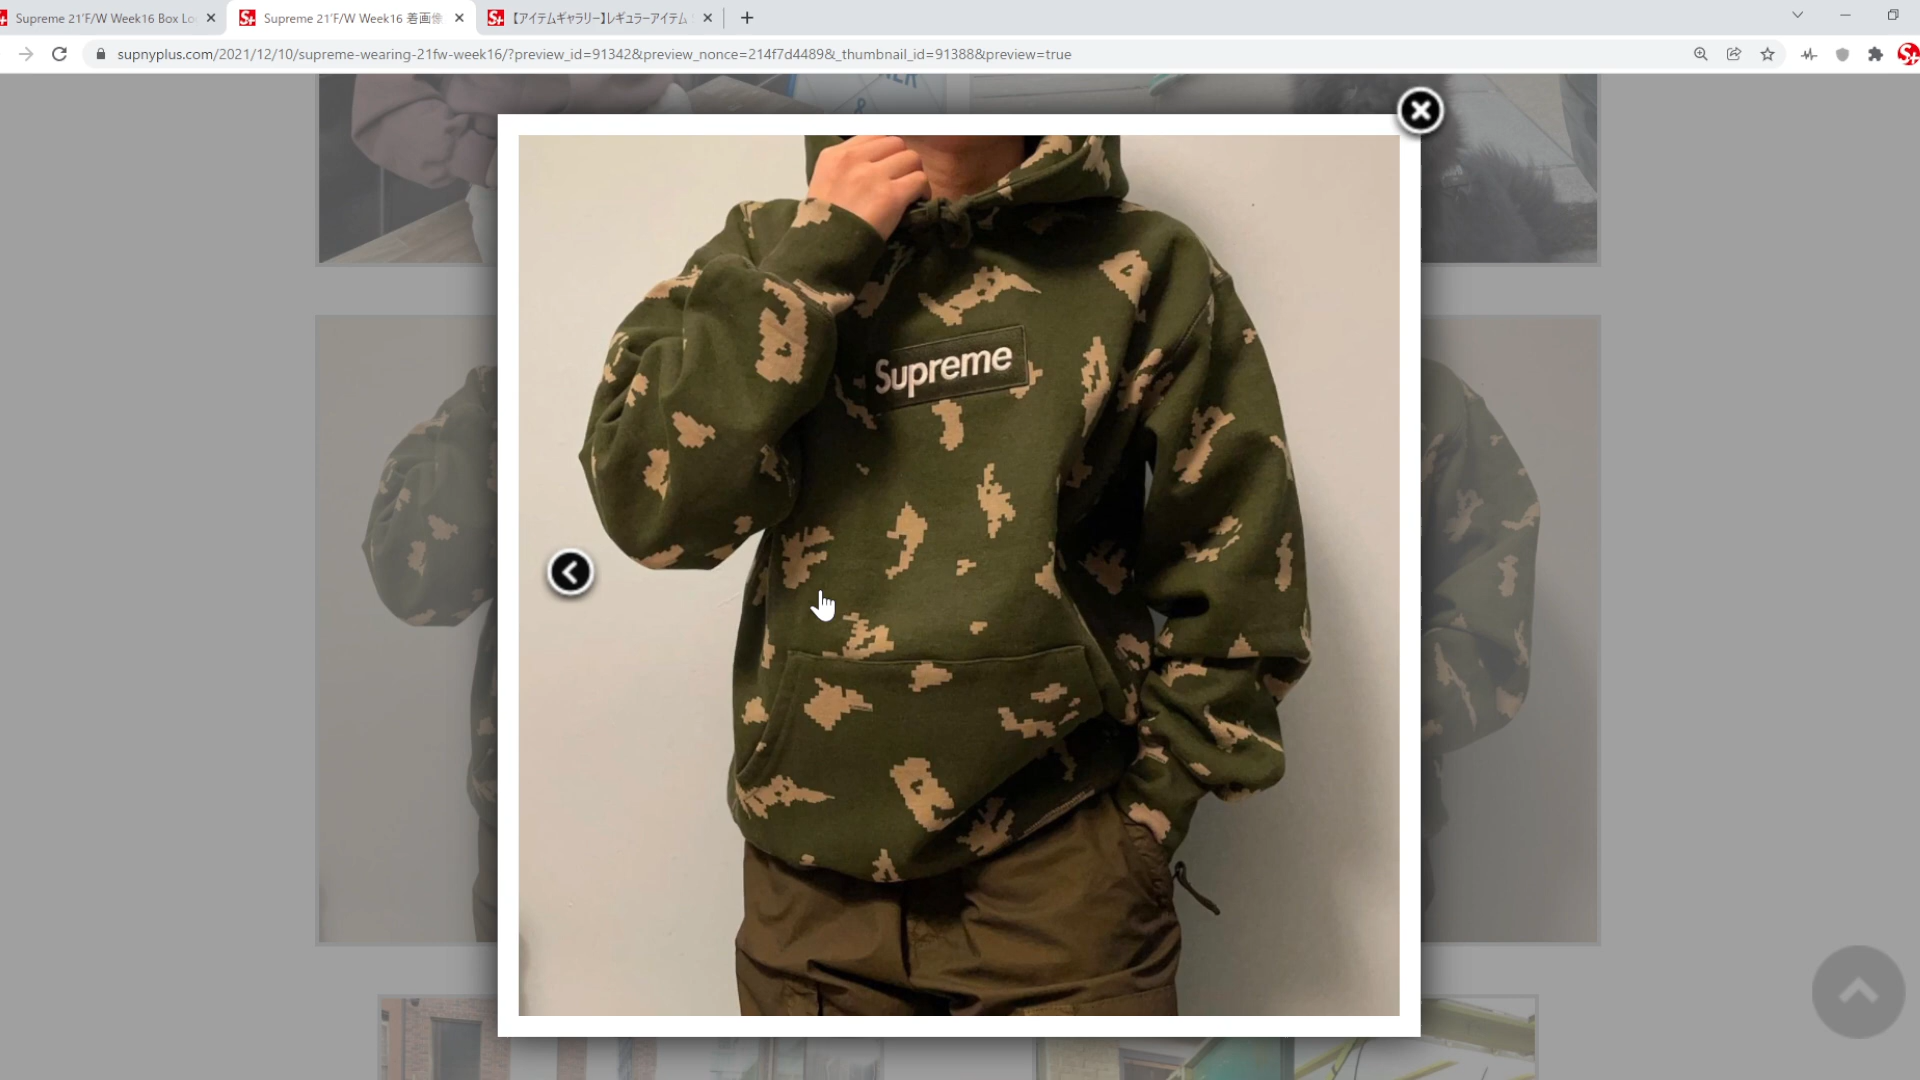 Supreme 21'F/W Week16 Box Lo
Supreme 21'F/W Week16 着画像
【アイテムギャラリー】レギュラーアイテム
supnyplus.com/2021/12/10/supreme-wearing-21fw-week16/?preview_id=91342&preview_nonce=214f7d4489&_thumbnail_id=91388&preview=true
&
Supreme